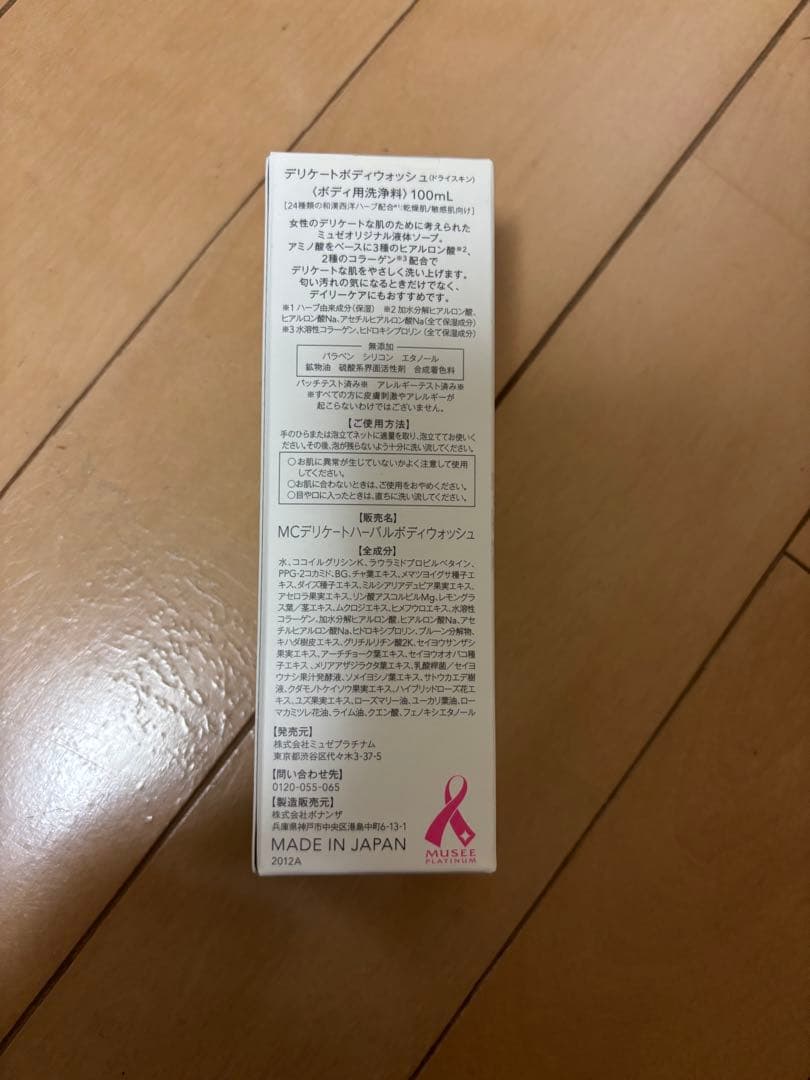 デリケートボディウォッシュ(ドライスキン)
〈ボディ用洗浄料〉100mL
[24種類の和漢西洋ハーブ配合※1:乾燥肌/敏感肌向け]
女性のデリケートな肌のために考えられた
ミュゼオリジナル液体ソープ。
アミノ酸をベースに3種のヒアルロン酸※2、
2種のコラーゲン※3配合で
デリケートな肌をやさしく洗い上げます。
匂い汚れの気になるときだけでなく、
デイリーケアにもおすすめです。
※1 ハーブ由来成分(保湿) ※2 加水分解ヒアルロン酸、
ヒアルロン酸Na、アセチルヒアルロン酸Na(全て保湿成分)
※3 水溶性コラーゲン、ヒドロキシプロリン(全て保湿成分)
無添加
パラベン シリコン エタノール
鉱物油 硫酸系界面活性剤 合成着色料
パッチテスト済み※ アレルギーテスト済み※
※すべての方に皮膚刺激やアレルギーが
起こらないわけではございません。
【ご使用方法】
手のひらまたは泡立てネットに適量を取り、泡立ててお使いく
ださい。その後、泡が残らないよう十分に洗い流してください。
○お肌に異常が生じていないかよく注意して使用
してください。
○お肌に合わないときは、ご使用をおやめください。
○目や口に入ったときは、直ちに洗い流してください。
【販売名】
MCデリケートハーバルボディウォッシュ
【全成分】
水、ココイルグリシンK、ラウラミドプロピルベタイン、
PPG-2コカミド、BG、チャ葉エキス、メマツヨイグサ種子エ
キス、ダイズ種子エキス、ミルシアリアデュビア果実エキス、
アセロラ果実エキス、リン酸アスコルビルMg、レモングラ
ス葉/茎エキス、ムクロジエキス、ヒメフウロエキス、水溶性
コラーゲン、加水分解ヒアルロン酸、ヒアルロン酸Na、アセ
チルヒアルロン酸Na、ヒドロキシプロリン、プルーン分解物、
キハダ樹皮エキス、グリチルリチン酸2K、セイヨウサンザシ
果実エキス、アーチチョーク葉エキス、セイヨウオオバコ種
子エキス、メリアアザジラクタ葉エキス、乳酸桿菌/セイヨ
ウナシ果汁発酵液、ソメイヨシノ葉エキス、サトウカエデ樹
液、クダモノトケイソウ果実エキス、ハイブリッドローズ花エ
キス、ユズ果実エキス、ローズマリー油、ユーカリ葉油、ロー
マカミツレ花油、ライム油、クエン酸、フェノキシエタノール
【発売元】
株式会社ミュゼプラチナム
東京都渋谷区代々木3-37-5
【問い合わせ先】
0120-055-065
【製造販売元】
株式会社ボナンザ
兵庫県神戸市中央区港島中町6-13-1
MADE IN JAPAN
2012A
MUSEE
PLATINUM